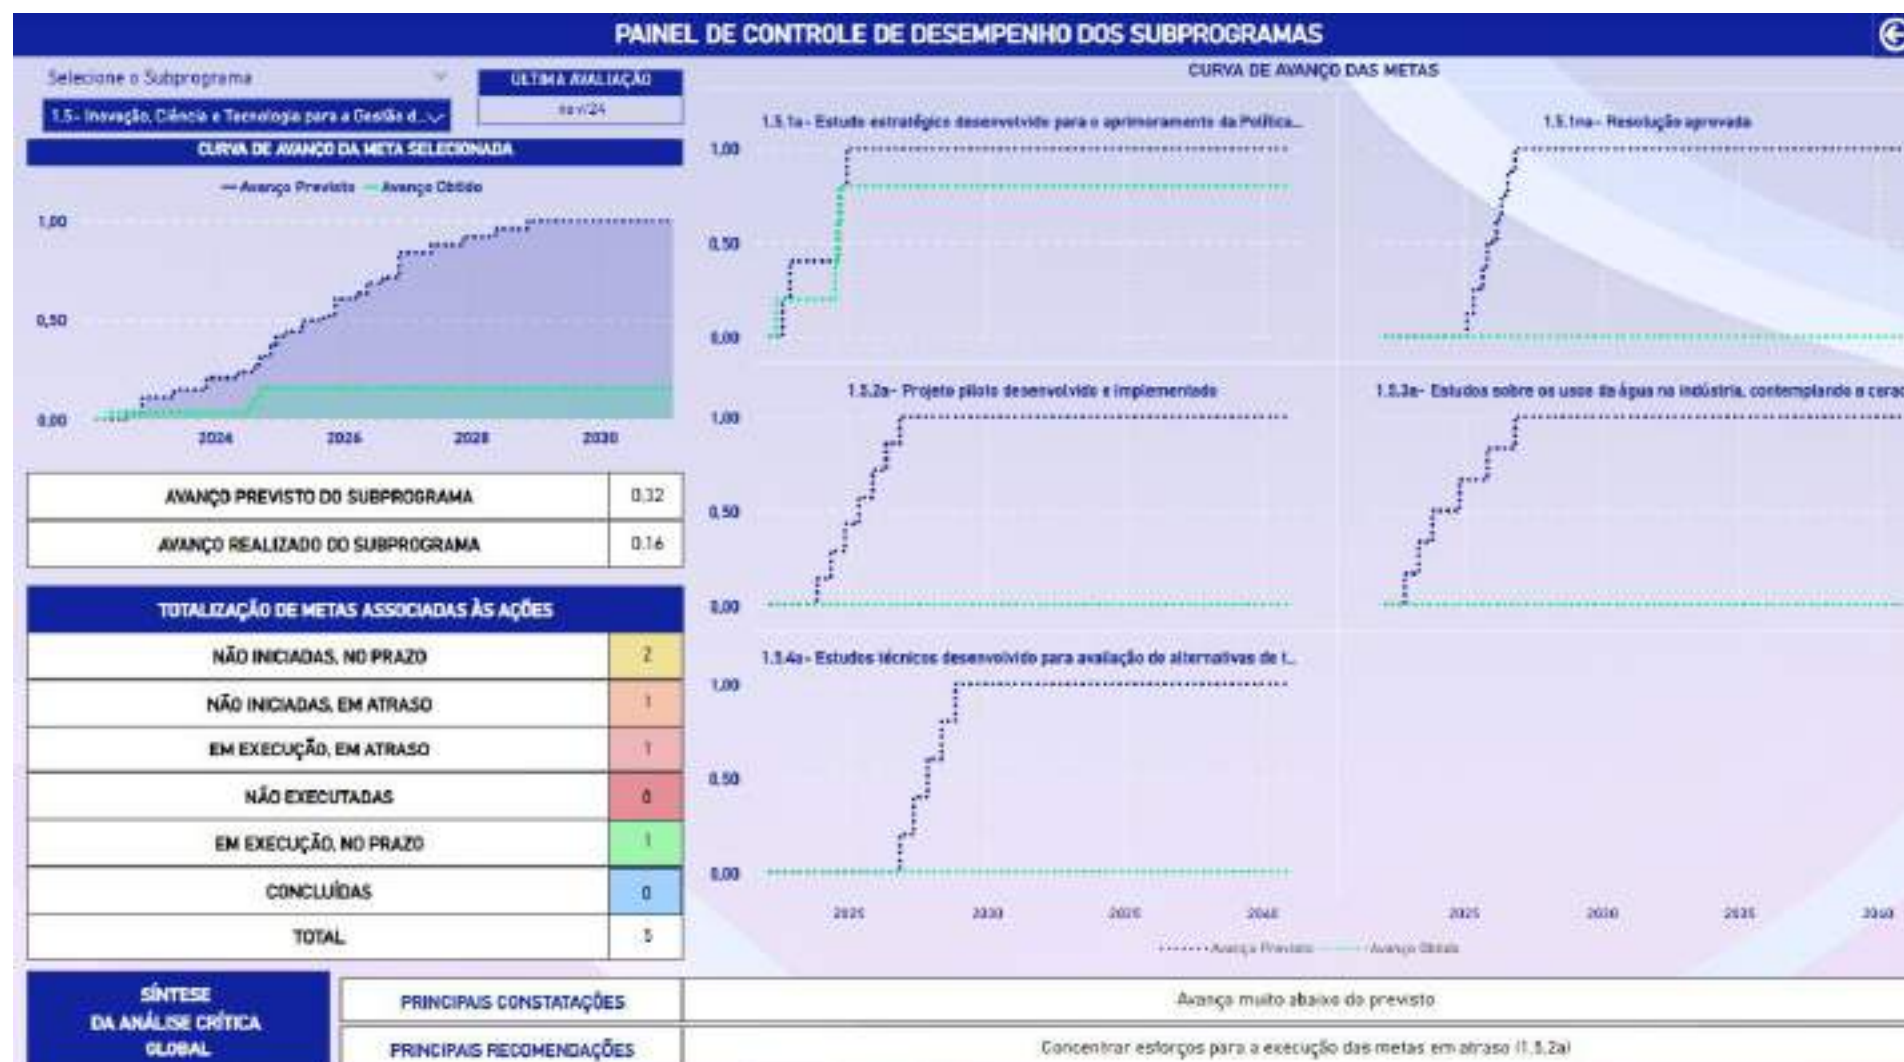 PAINEL DE CONTROLE DE DESEMPENHO DOS SUBPROGRAMAS
Selecione o Subprograma
ÚLTIMA AVALIAÇÃO
nov/24
1.5- Inovação, Ciência e Tecnologia para a Gestão d...
CURVA DE AVANÇO DA META SELECIONADA
Avanço Previsto
Avanço Obtido
1,00
0,50
0,00
2024
2026
2028
2030
AVANÇO PREVISTO DO SUBPROGRAMA
0.32
AVANÇO REALIZADO DO SUBPROGRAMA
0.16
TOTALIZAÇÃO DE METAS ASSOCIADAS ÀS AÇÕES
NÃO INICIADAS, NO PRAZO
2
NÃO INICIADAS, EM ATRASO
1
EM EXECUÇÃO, EM ATRASO
1
NÃO EXECUTADAS
0
EM EXECUÇÃO, NO PRAZO
1
CONCLUÍDAS
0
TOTAL
5
CURVA DE AVANÇO DAS METAS
1.5.1a- Estudo estratégico desenvolvido para o aprimoramento da Política...
1.5.1na- Resolução aprovada
1,00
0,50
0,00
1.5.2a- Projeto piloto desenvolvido e implementado
1.5.3a- Estudos sobre os usos da água na indústria, contemplando a cerac
1,00
0,50
0,00
1.5.4a- Estudos técnicos desenvolvido para avaliação de alternativas de t...
1,00
0,50
0,00
2025
2030
2035
2040
2025
2030
2035
2040
Avanço Previsto
Avanço Obtido
SÍNTESE
DA ANÁLISE CRÍTICA
GLOBAL
PRINCIPAIS CONSTATAÇÕES
Avanço muito abaixo do previsto
PRINCIPAIS RECOMENDAÇÕES
Concentrar esforços para a execução das metas em atraso (1.5.2a)